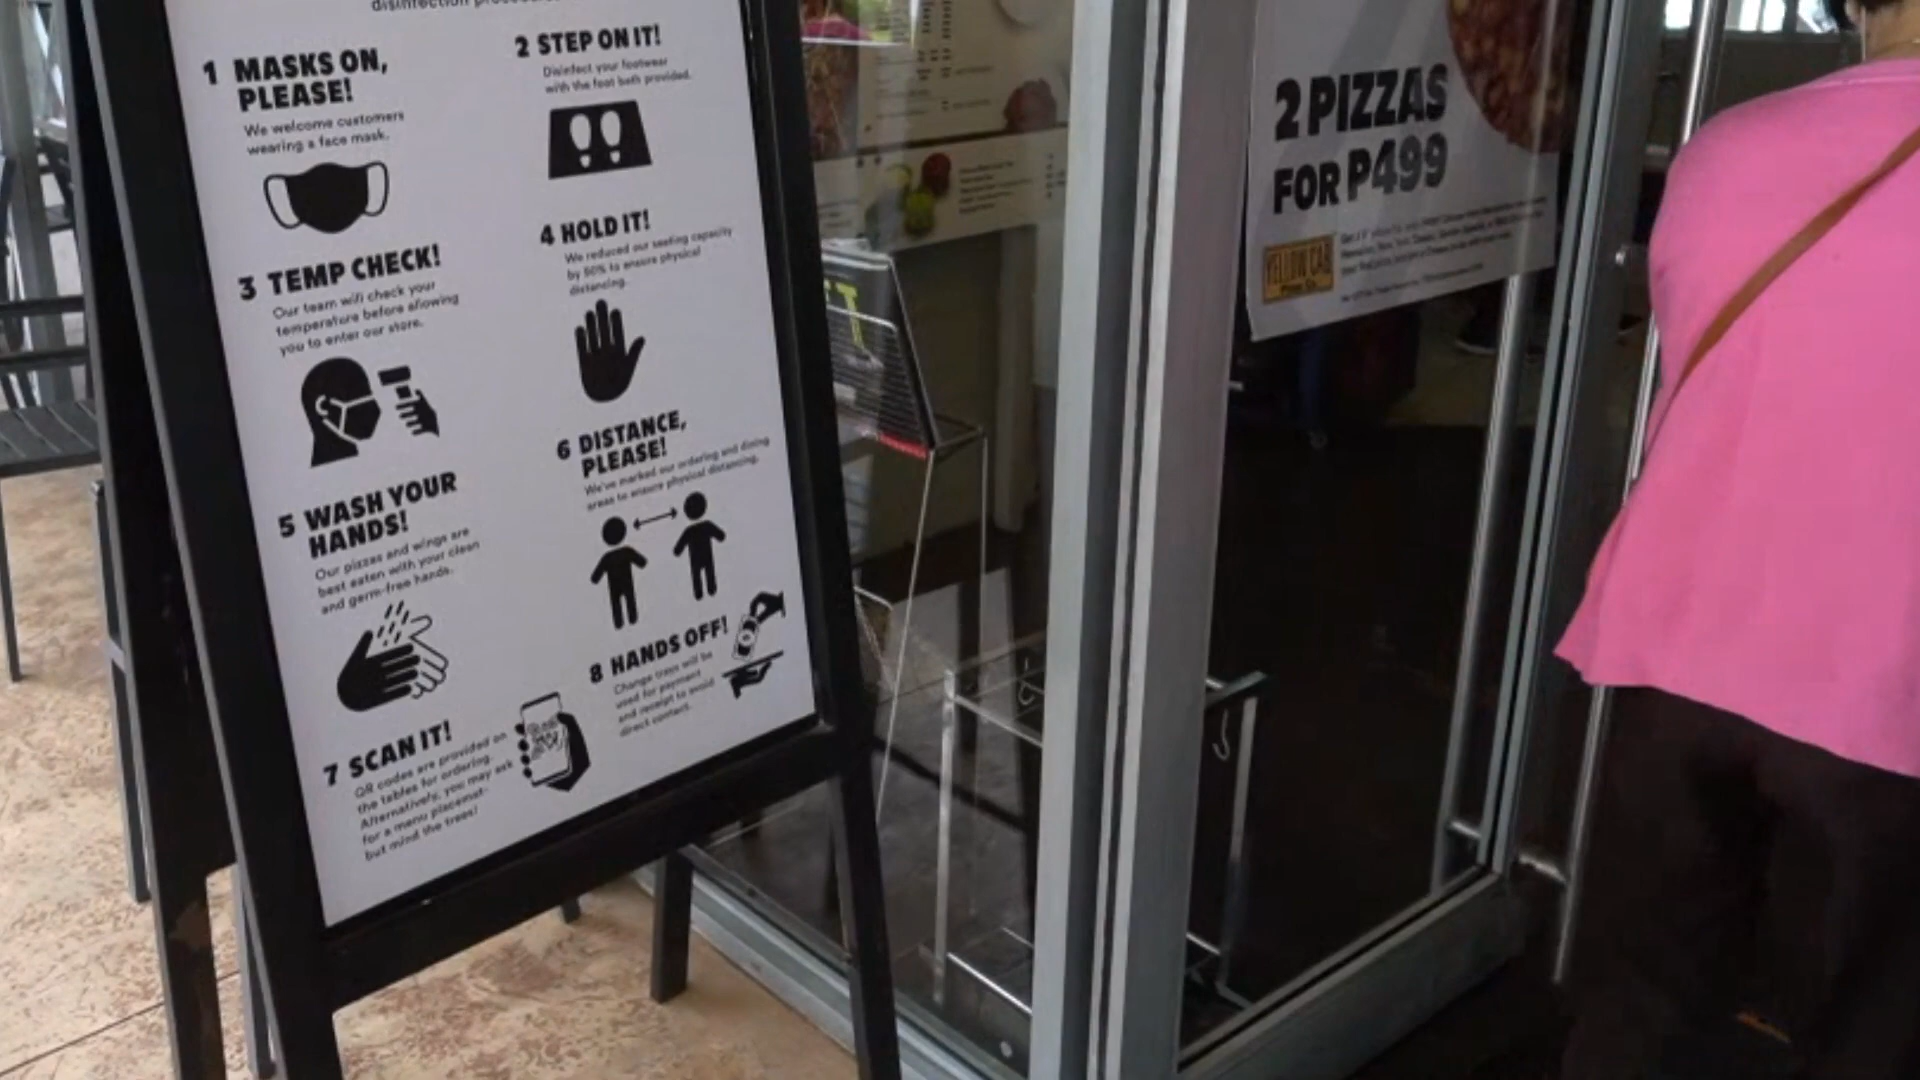 disinfection procedures
1 MASKS ON,
PLEASE!
We welcome customers
wearing a face mask.
2 STEP ON IT!
Disinfect your footwear
with the foot bath provided.
3 TEMP CHECK!
Our team will check your
temperature before allowing
you to enter our store.
4 HOLD IT!
We reduced our seating capacity
by 50% to ensure physical
distancing.
5 WASH YOUR
HANDS!
Our pizzas and wings are
best eaten with your clean
and germ-free hands.
6 DISTANCE,
PLEASE!
We've marked our ordering and dining
areas to ensure physical distancing.
7 SCAN IT!
QR codes are provided on
the tables for ordering.
Alternatively, you may ask
for a menu placemat-
but mind the trees!
8 HANDS OFF!
Change trays will be
used for payment
and receipt to avoid
direct contact.
2 PIZZAS
FOR P499
YELLOW CAB
Pizza Co.